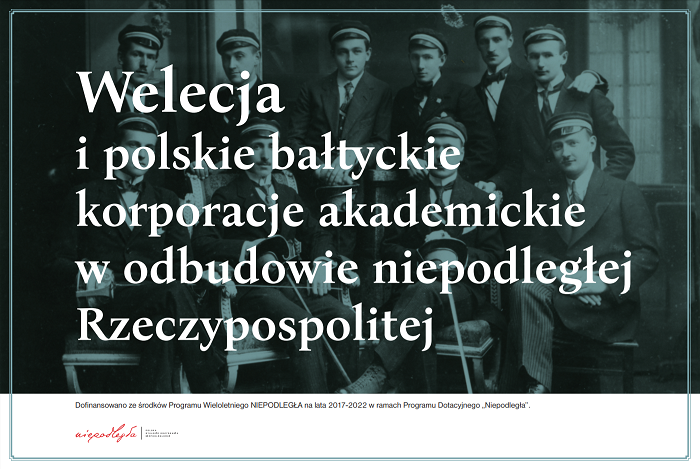 Welecja
i polskie bałtyckie
korporacje akademickie
w odbudowie niepodległej
Rzeczypospolitej
Dofinansowano ze środków Programu Wieloletniego NIEPODLEGŁA na lata 2017-2022 w ramach Programu Dotacyjnego „Niepodległa”.
niepodległa